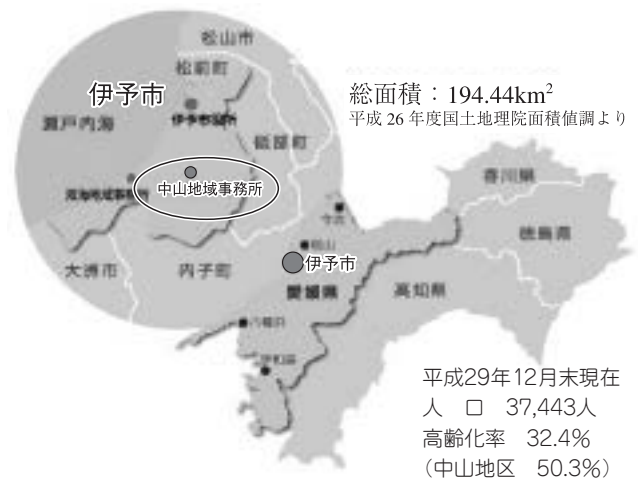 松山市
松前町
伊予市
伊予市役所
瀬戸内海
砥部町
中山地域事務所
双海地域事務所
大洲市
内子町
総面積：194.44km²
平成 26 年度国土地理院面積値調より
香川県
徳島県
今治
松山
伊予市
愛媛県
高知県
八幡浜
宇和島
平成29年12月末現在
人　口　37,443人
高齢化率　32.4%
（中山地区　50.3%）